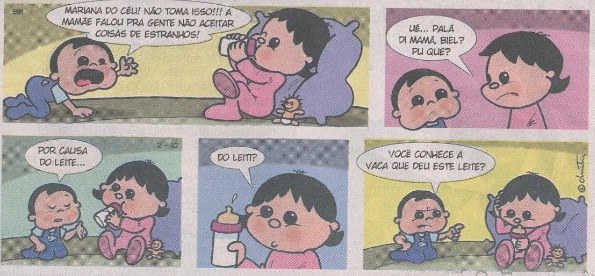 MARIANA DO CÉU! NÃO TOMA ISSO!!! A
MAMÃE FALOU PRA GENTE NÃO ACEITAR
COISAS DE ESTRANHOS!
UÉ... PALÁ
DI MAMÁ, BIEL?
PU QUE?
POR CAUSA
DO LEITE...
DO LEITI?
VOCÊ CONHECE A
VACA QUE DEU ESTE LEITE?